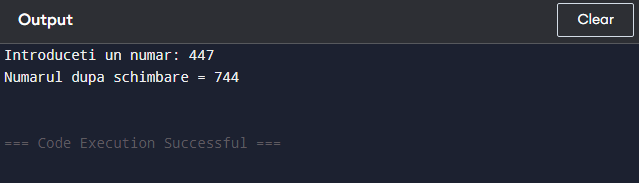 Output
Clear
Introduceti un numar: 447
Numarul dupa schimbare = 744
=== Code Execution Successful ===